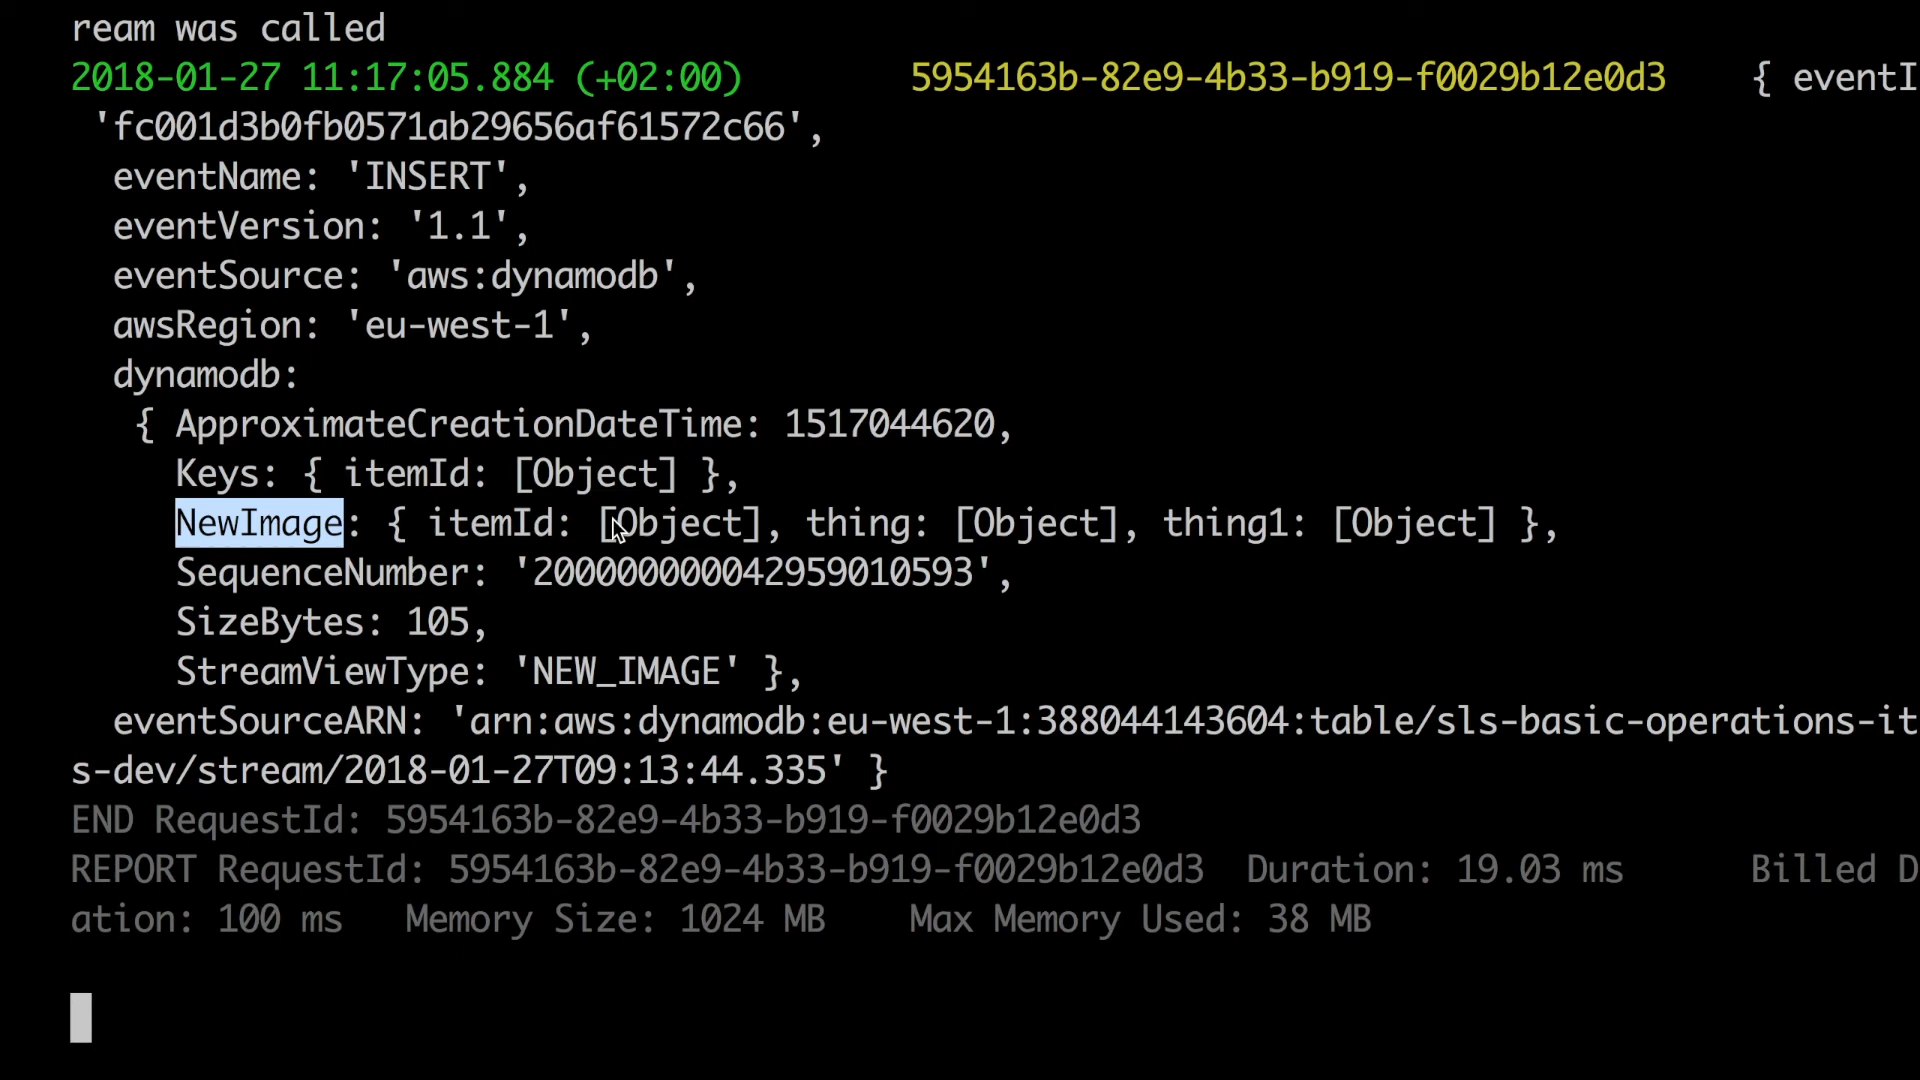 ream was called
2018-01-27 11:17:05.884 (+02:00) 5954163b-82e9-4b33-b919-f0029b12e0d3 { eventI
'fc001d3b0fb0571ab29656af61572c66',
eventName: 'INSERT',
eventVersion: '1.1',
eventSource: 'aws:dynamodb',
awsRegion: 'eu-west-1',
dynamodb:
{ ApproximateCreationDateTime: 1517044620,
Keys: { itemId: [Object] },
NewImage: { itemId: [Object], thing: [Object], thing1: [Object] },
SequenceNumber: '200000000042959010593',
SizeBytes: 105,
StreamViewType: 'NEW_IMAGE' },
eventSourceARN: 'arn:aws:dynamodb:eu-west-1:388044143604:table/sls-basic-operations-it
s-dev/stream/2018-01-27T09:13:44.335' }
END RequestId: 5954163b-82e9-4b33-b919-f0029b12e0d3
REPORT RequestId: 5954163b-82e9-4b33-b919-f0029b12e0d3 Duration: 19.03 ms Billed D
ation: 100 ms Memory Size: 1024 MB Max Memory Used: 38 MB